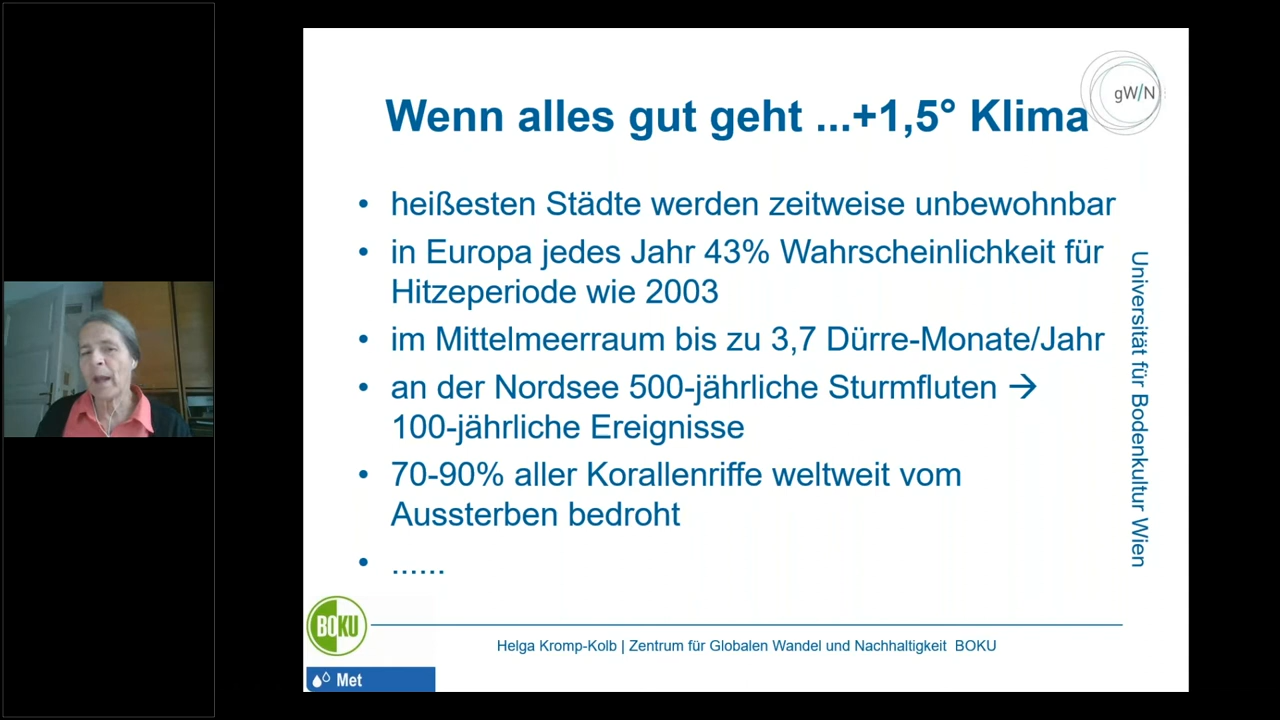 gW/N
Wenn alles gut geht ...+1,5° Klima
• heißesten Städte werden zeitweise unbewohnbar
• in Europa jedes Jahr 43% Wahrscheinlichkeit für
Hitzeperiode wie 2003
• im Mittelmeerraum bis zu 3,7 Dürre-Monate/Jahr
• an der Nordsee 500-jährliche Sturmfluten →
100-jährliche Ereignisse
• 70-90% aller Korallenriffe weltweit vom
Aussterben bedroht
• ......
Universität für Bodenkultur Wien
BOKU
Helga Kromp-Kolb | Zentrum für Globalen Wandel und Nachhaltigkeit BOKU
Met